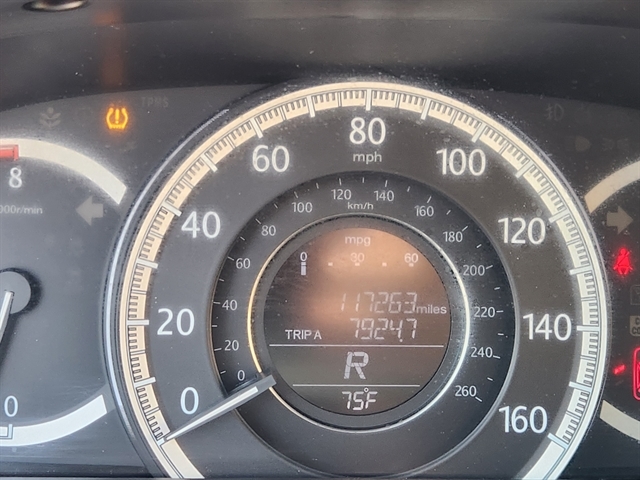 TPMS
8
000r/min
0
0 20 40 60 80 100 120 140 160
mph
0 20 40 60 80 100 120 140 160 180 200 220 240 260
km/h
mpg
0 30 60
117263 miles
TRIP A 7924.7
R
75°F